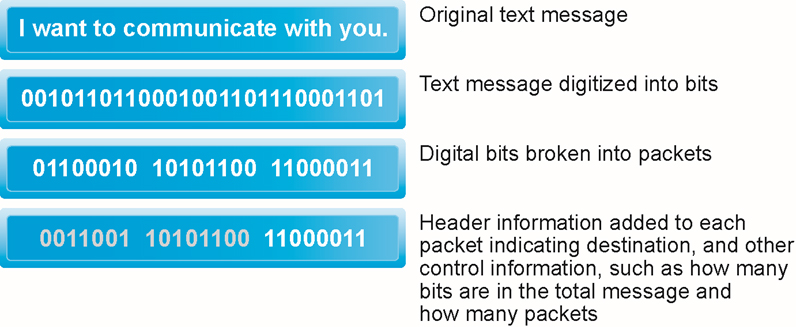 I want to communicate with you.
Original text message
001011011000100110111000​1101
Text message digitized into bits
01100010 10101100 11000011
Digital bits broken into packets
0011001 10101100 11000011
Header information added to each
packet indicating destination, and other
control information, such as how many
bits are in the total message and
how many packets